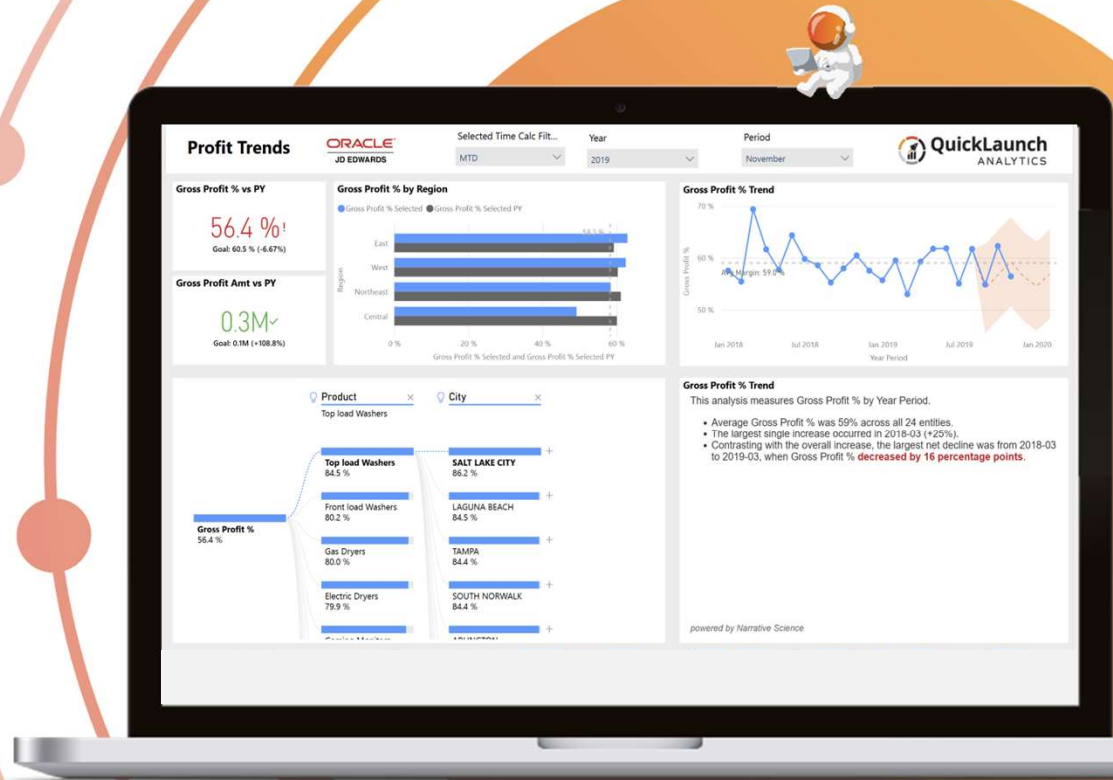 Profit Trends
ORACLE
JD EDWARDS
Selected Time Calc Filt...
MTD
Year
2019
Period
November
QuickLaunch
ANALYTICS
Gross Profit % vs PY
56.4 %!
Goal: 60.5 % (-6.67%)
Gross Profit Amt vs PY
0.3M
Goal: 0.1M (+108.8%)
Gross Profit % by Region
Gross Profit % Selected Gross Profit % Selected PY
Region
East
West
Northeast
Central
0 % 20 % 40 % 60 %
Gross Profit % Selected and Gross Profit % Selected PY
Gross Profit % Trend
Gross Profit %
70 %
60 %
50 %
Avg Margin: 59.0 %
Jan 2018 Jul 2018 Jan 2019 Jul 2019 Jan 2020
Year Period
Gross Profit %
56.4 %
Product ×
Top load Washers
Top load Washers
84.5 %
Front load Washers
80.2 %
Gas Dryers
80.0 %
Electric Dryers
79.9 %
City ×
SALT LAKE CITY
86.2 %
LAGUNA BEACH
84.5 %
TAMPA
84.4 %
SOUTH NORWALK
84.4 %
Gross Profit % Trend
This analysis measures Gross Profit % by Year Period.
• Average Gross Profit % was 59% across all 24 entities.
• The largest single increase occurred in 2018-03 (+25%).
• Contrasting with the overall increase, the largest net decline was from 2018-03
to 2019-03, when Gross Profit % decreased by 16 percentage points.
powered by Narrative Science